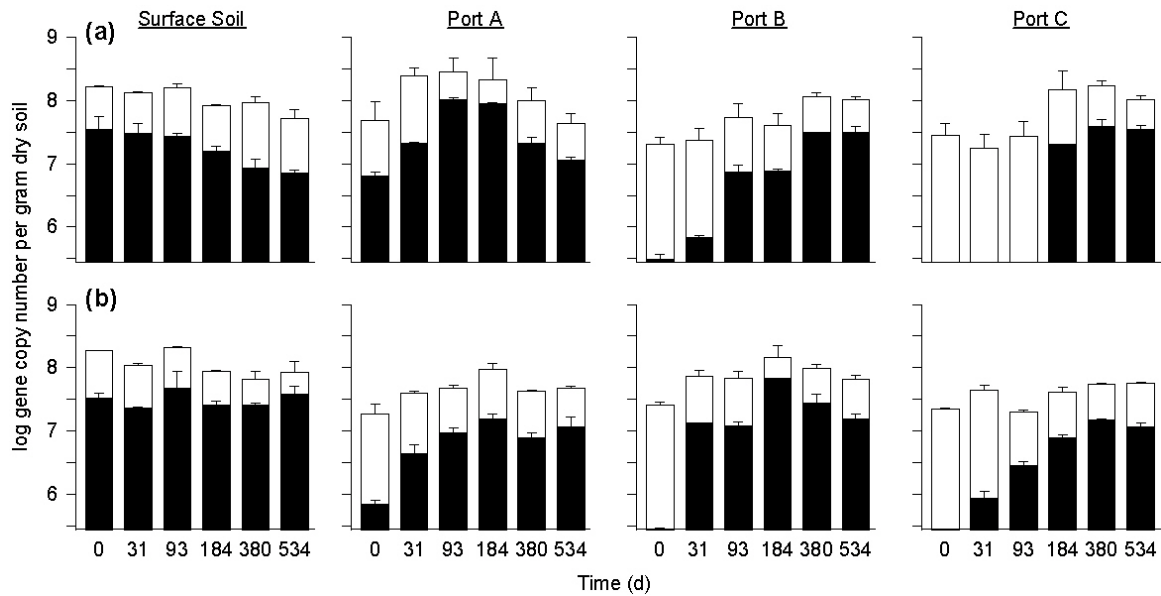 Surface Soil Port A Port B Port C
(a)
9
8
7
6
log gene copy number per gram dry soil
(b)
9
8
7
6
0 31 93 184 380 534 0 31 93 184 380 534 0 31 93 184 380 534 0 31 93 184 380 534
Time (d)